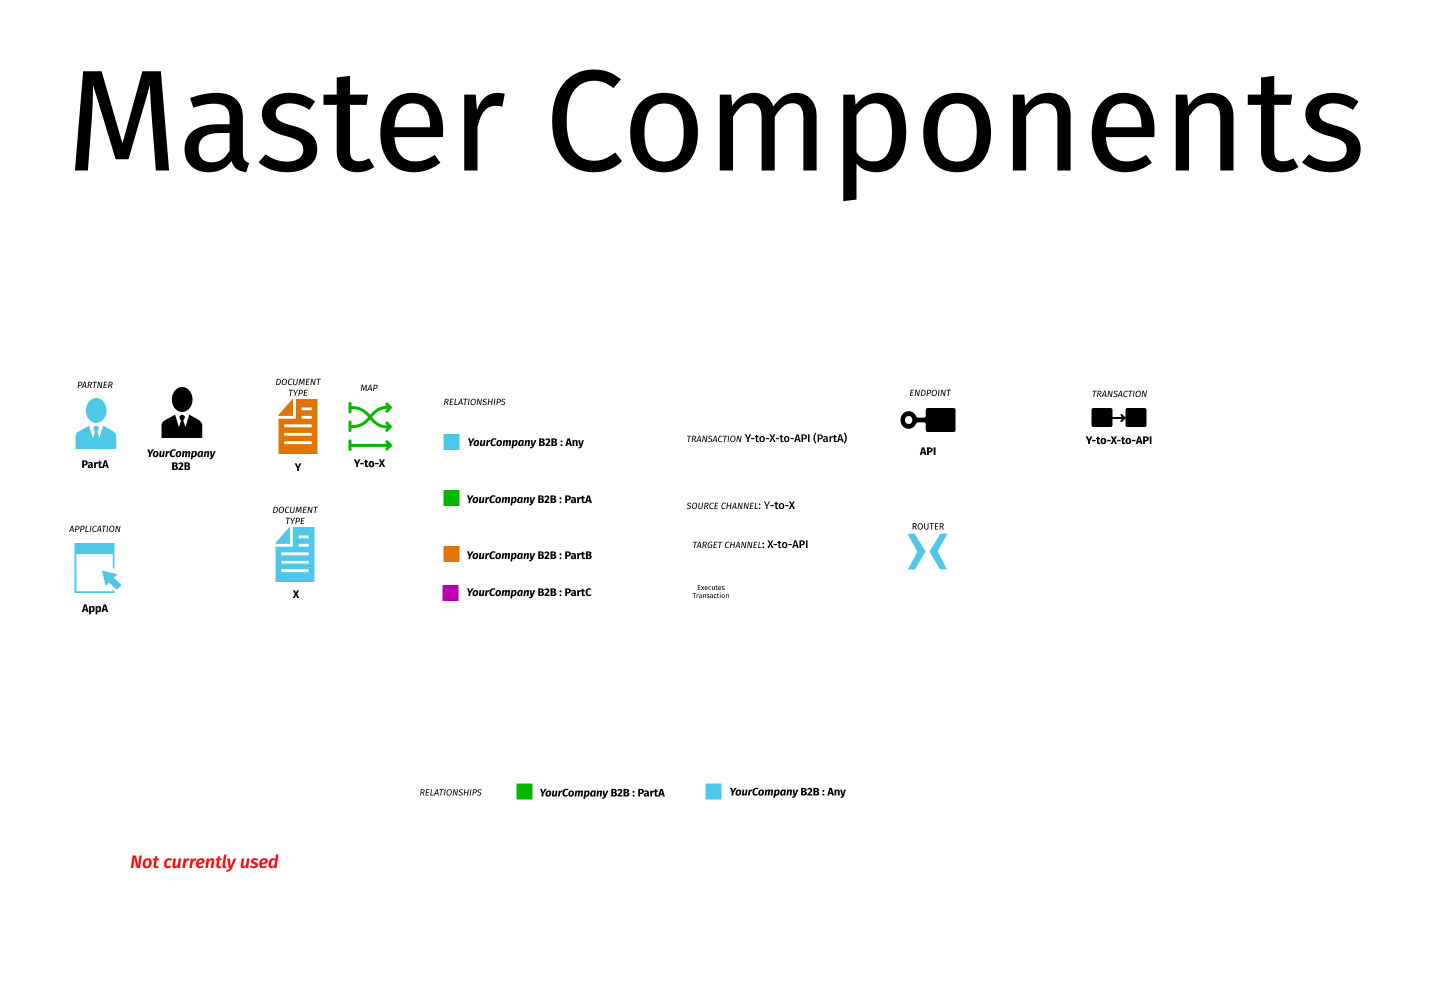 Master Components
PARTNER
PartA
YourCompany
B2B
APPLICATION
AppA
DOCUMENT
TYPE
Y
MAP
Y-to-X
DOCUMENT
TYPE
X
RELATIONSHIPS
YourCompany B2B : Any
YourCompany B2B : PartA
YourCompany B2B : PartB
YourCompany B2B : PartC
TRANSACTION Y-to-X-to-API (PartA)
SOURCE CHANNEL: Y-to-X
TARGET CHANNEL: X-to-API
Executes
Transaction
ENDPOINT
API
ROUTER
TRANSACTION
Y-to-X-to-API
RELATIONSHIPS
YourCompany B2B : PartA
YourCompany B2B : Any
Not currently used